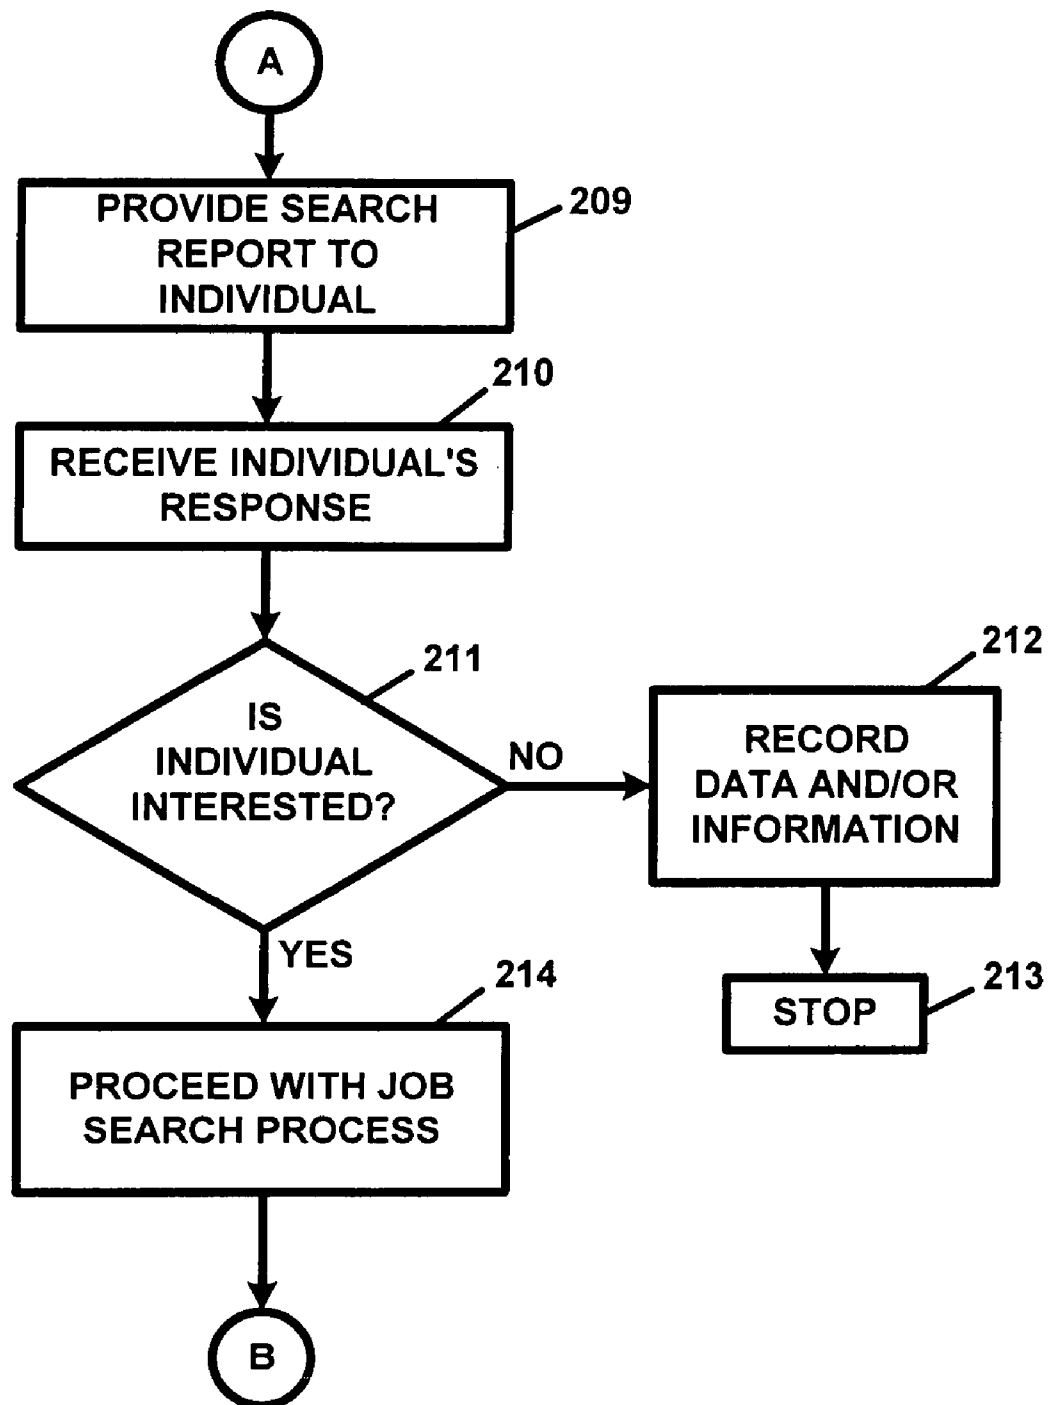 A
PROVIDE SEARCH
REPORT TO
INDIVIDUAL
209
210
RECEIVE INDIVIDUAL'S
RESPONSE
211
IS
INDIVIDUAL
INTERESTED?
NO
212
RECORD
DATA AND/OR
INFORMATION
213
STOP
YES
214
PROCEED WITH JOB
SEARCH PROCESS
B